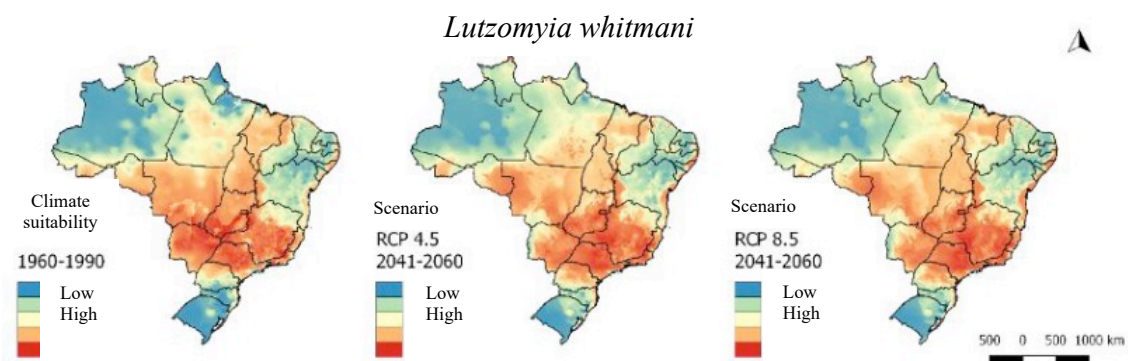 Lutzomyia whitmani
Climate
suitability
1960-1990
Low
High
Scenario
RCP 4.5
2041-2060
Low
High
Scenario
RCP 8.5
2041-2060
Low
High
500 0 500 1000 km